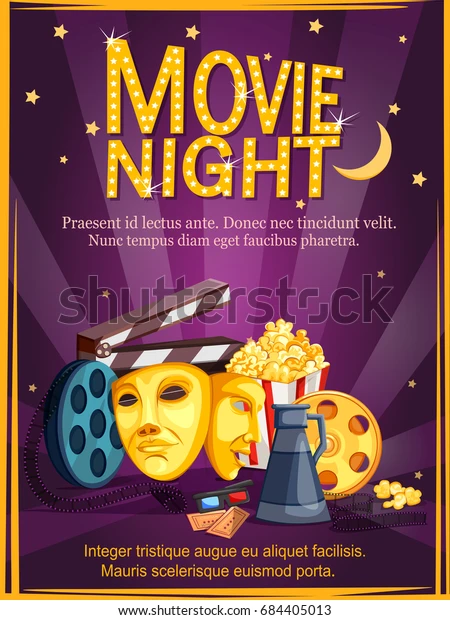 MOVIE
NIGHT
Praesent id lectus ante. Donec nec tincidunt velit.
Nunc tempus diam eget faucibus pharetra.
shutterstock
Integer tristique augue eu aliquet facilisis.
Mauris scelerisque euismod porta.
shutterstock.com · 684405013